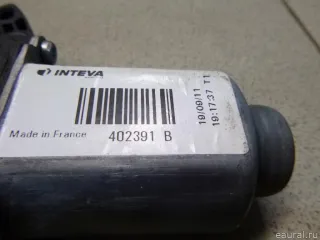 INTEVA
Made in France
402391 B
19/09/11 T1
19:17:37
© eaural.ru